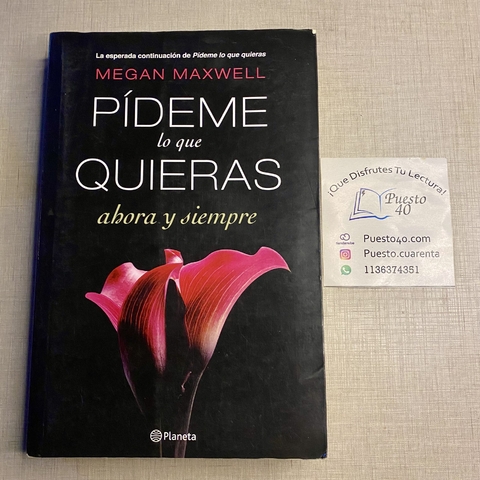 La esperada continuación de Pídeme lo que quieras
MEGAN MAXWELL
PÍDEME
lo que
QUIERAS
ahora y siempre
Planeta
¡Que Disfrutes Tu Lectura!
Puesto
40
Puesto40.com
Puesto.cuarenta
1136374351